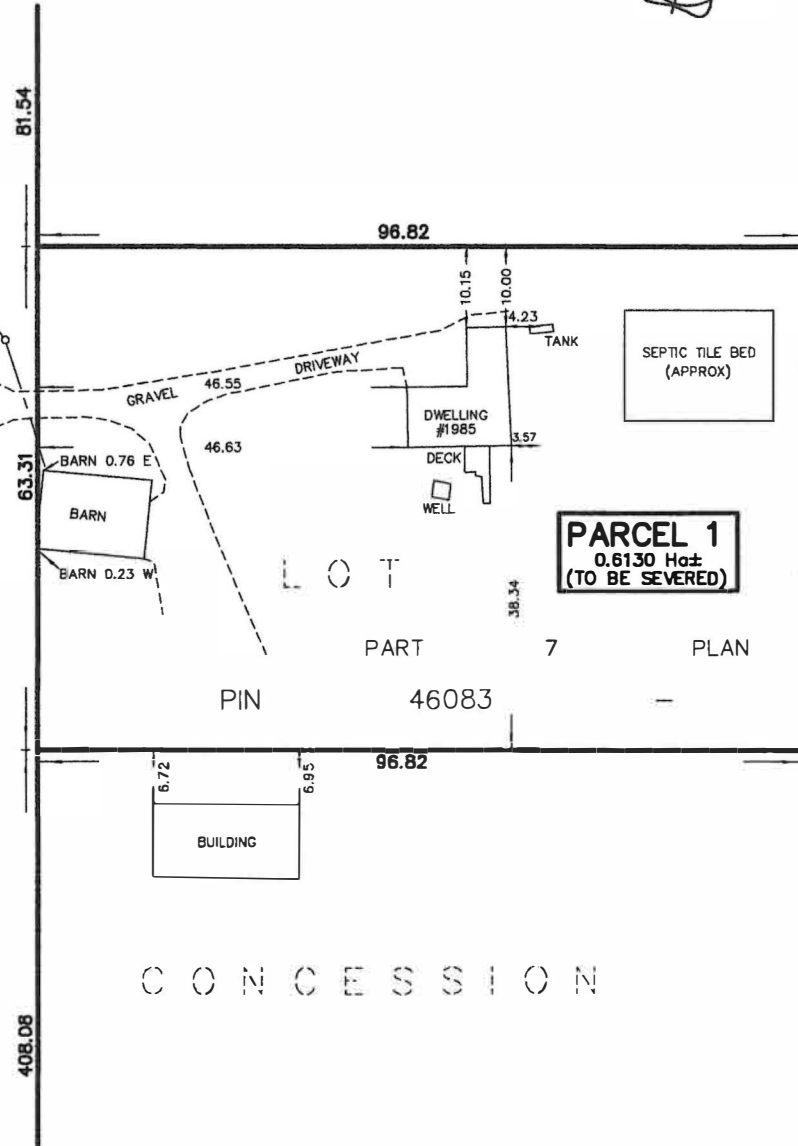 81.54
96.82
10.15
10.00
4.23
TANK
SEPTIC TILE BED
(APPROX)
GRAVEL
46.55
DRIVEWAY
46.63
DWELLING
#1985
3.57
DECK
WELL
63.31
BARN 0.76 E
BARN
BARN 0.23 W
PARCEL 1
0.6130 Ha±
(TO BE SEVERED)
LOT
38.34
PART 7 PLAN
PIN 46083 -
96.82
6.72
6.95
BUILDING
CONCESSION
408.08